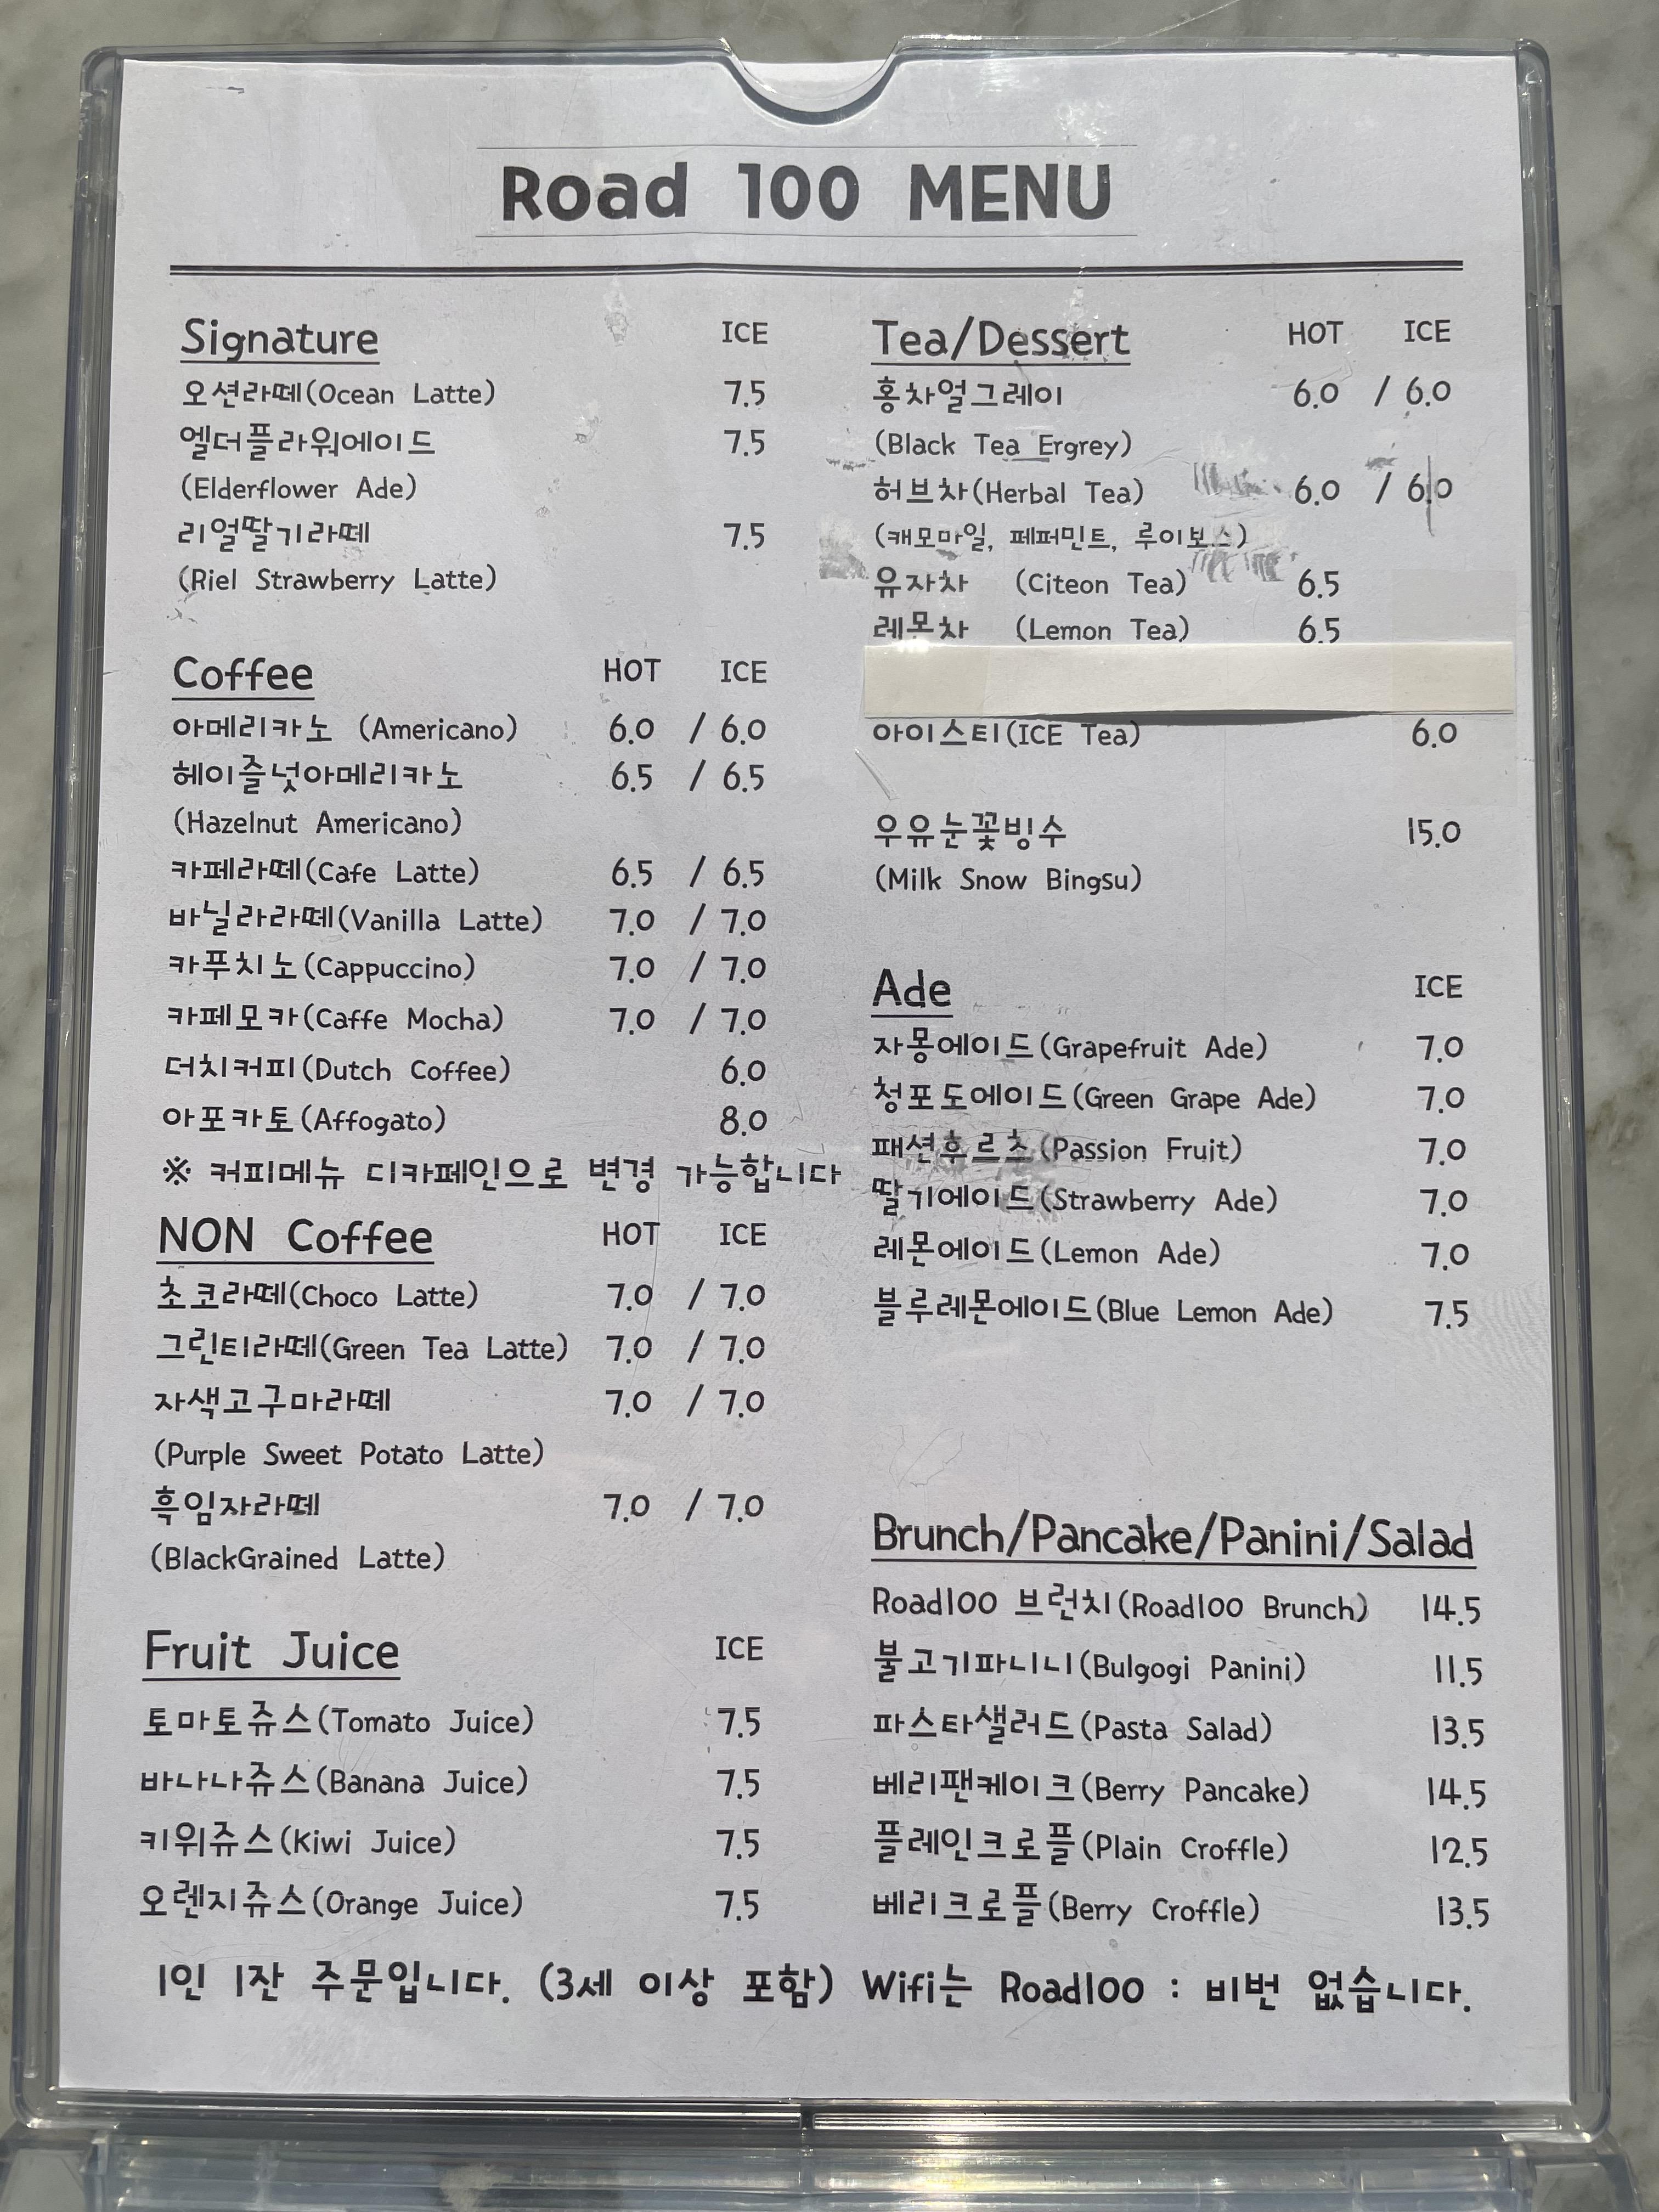 Road 100 MENU
Signature ICE
오션라떼(Ocean Latte) 7.5
엘더플라워에이드 7.5
(Elderflower Ade)
리얼딸기라떼 7.5
(Riel Strawberry Latte)
Coffee HOT ICE
아메리카노 (Americano) 6.0 / 6.0
헤이즐넛아메리카노 6.5 / 6.5
(Hazelnut Americano)
카페라떼(Cafe Latte) 6.5 / 6.5
바닐라라떼(Vanilla Latte) 7.0 / 7.0
카푸치노(Cappuccino) 7.0 / 7.0
카페모카(Caffe Mocha) 7.0 / 7.0
더치커피(Dutch Coffee) 6.0
아포카토(Affogato) 8.0
※ 커피메뉴 디카페인으로 변경 가능합니다
NON Coffee HOT ICE
초코라떼(Choco Latte) 7.0 / 7.0
그린티라떼(Green Tea Latte) 7.0 / 7.0
자색고구마라떼 7.0 / 7.0
(Purple Sweet Potato Latte)
흑임자라떼 7.0 / 7.0
(BlackGrained Latte)
Fruit Juice ICE
토마토쥬스(Tomato Juice) 7.5
바나나쥬스(Banana Juice) 7.5
키위쥬스(Kiwi Juice) 7.5
오렌지쥬스(Orange Juice) 7.5
Tea/Dessert HOT ICE
홍차얼그레이 6.0 / 6.0
(Black Tea Ergrey)
허브차(Herbal Tea) 6.0 / 6.0
(캐모마일, 페퍼민트, 루이보스)
유자차 (Citeon Tea) 6.5
레모차 (Lemon Tea) 6.5
아이스티(ICE Tea) 6.0
우유눈꽃빙수 15.0
(Milk Snow Bingsu)
Ade ICE
자몽에이드(Grapefruit Ade) 7.0
청포도에이드(Green Grape Ade) 7.0
패션후르츠(Passion Fruit) 7.0
딸기에이드(Strawberry Ade) 7.0
레몬에이드(Lemon Ade) 7.0
블루레몬에이드(Blue Lemon Ade) 7.5
Brunch/Pancake/Panini/Salad
Road100 브런치(Road100 Brunch) 14.5
불고기파니니(Bulgogi Panini) 11.5
파스타샐러드(Pasta Salad) 13.5
베리팬케이크(Berry Pancake) 14.5
플레인크로플(Plain Croffle) 12.5
베리크로플(Berry Croffle) 13.5
1인 1잔 주문입니다. (3세 이상 포함) Wifi는 Road100 : 비번 없습니다.